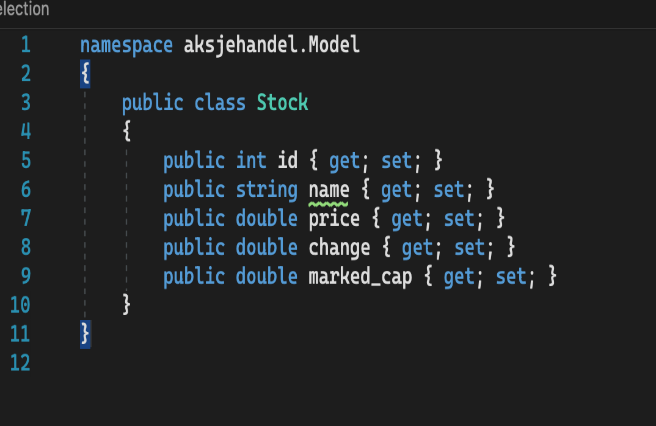 election
1 namespace aksjehandel.Model
2 {
3 public class Stock
4 {
5 public int id { get; set; }
6 public string name { get; set; }
7 public double price { get; set; }
8 public double change { get; set; }
9 public double marked_cap { get; set; }
10 }
11 }
12